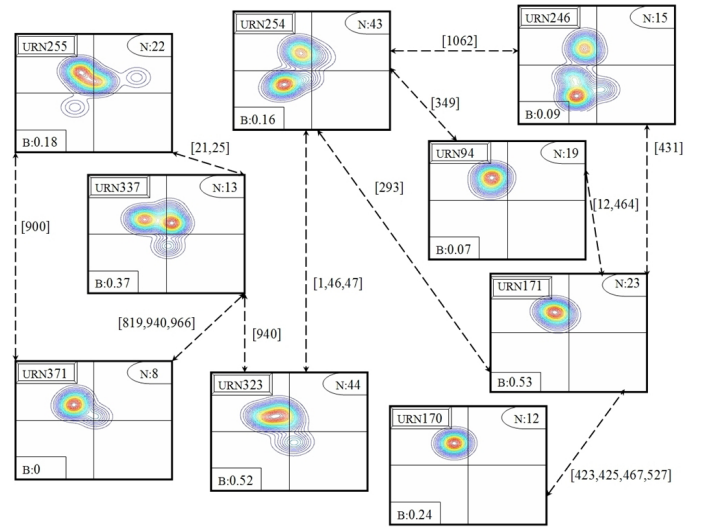 URN255
N:22
B:0.18
URN254
N:43
B:0.16
[1062]
URN246
N:15
B:0.09
[349]
[21,25]
URN337
N:13
B:0.37
URN94
N:19
B:0.07
[431]
[293]
[12,464]
[900]
[1,46,47]
URN171
N:23
B:0.53
[819,940,966]
[940]
URN371
N:8
B:0
URN323
N:44
B:0.52
URN170
N:12
B:0.24
[423,425,467,527]